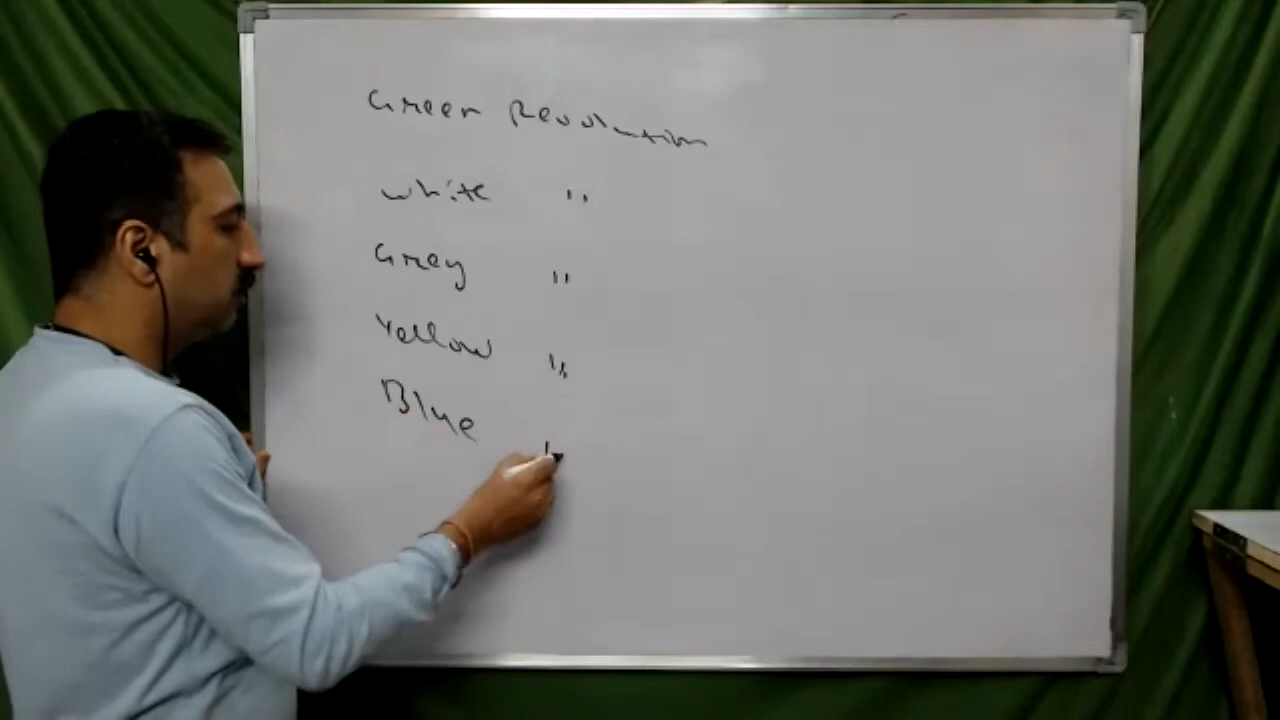 Green Revolution
White "
Grey "
Yellow "
Blue